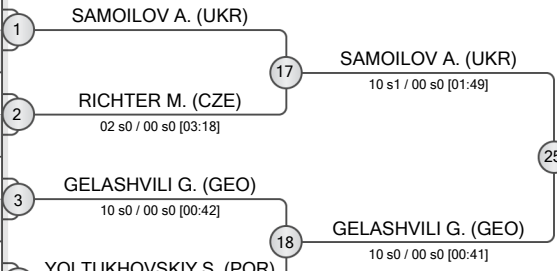 SAMOILOV A. (UKR)
1
SAMOILOV A. (UKR)
17
10 s1 / 00 s0 [01:49]
RICHTER M. (CZE)
2
02 s0 / 00 s0 [03:18]
25
GELASHVILI G. (GEO)
3
10 s0 / 00 s0 [00:42]
GELASHVILI G. (GEO)
18
10 s0 / 00 s0 [00:41]
YOLTUKHOVSKIY S. (POR)